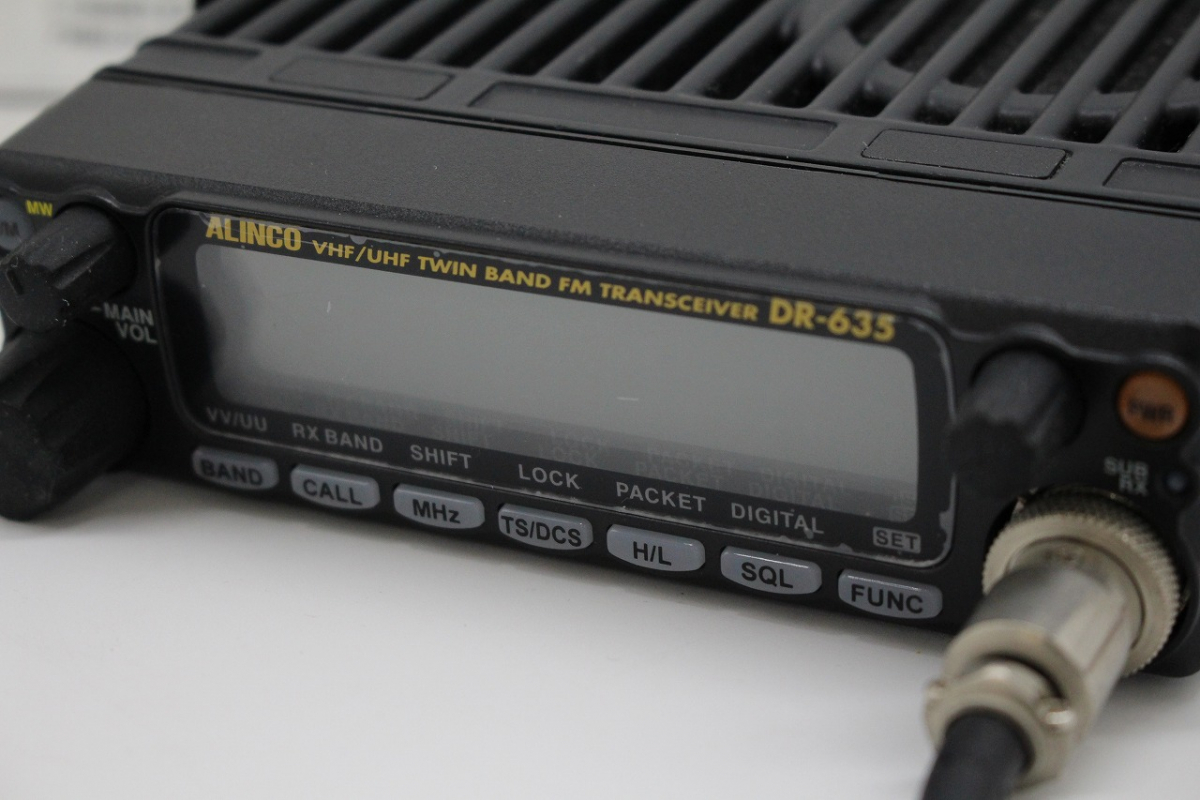 MW
ALINCO VHF/UHF TWIN BAND FM TRANSCEIVER DR-635
MAIN
VOL
VV/UU RX BAND SHIFT LOCK PACKET DIGITAL SET
BAND CALL MHz TS/DCS H/L SQL FUNC
PWR
SUB
RX